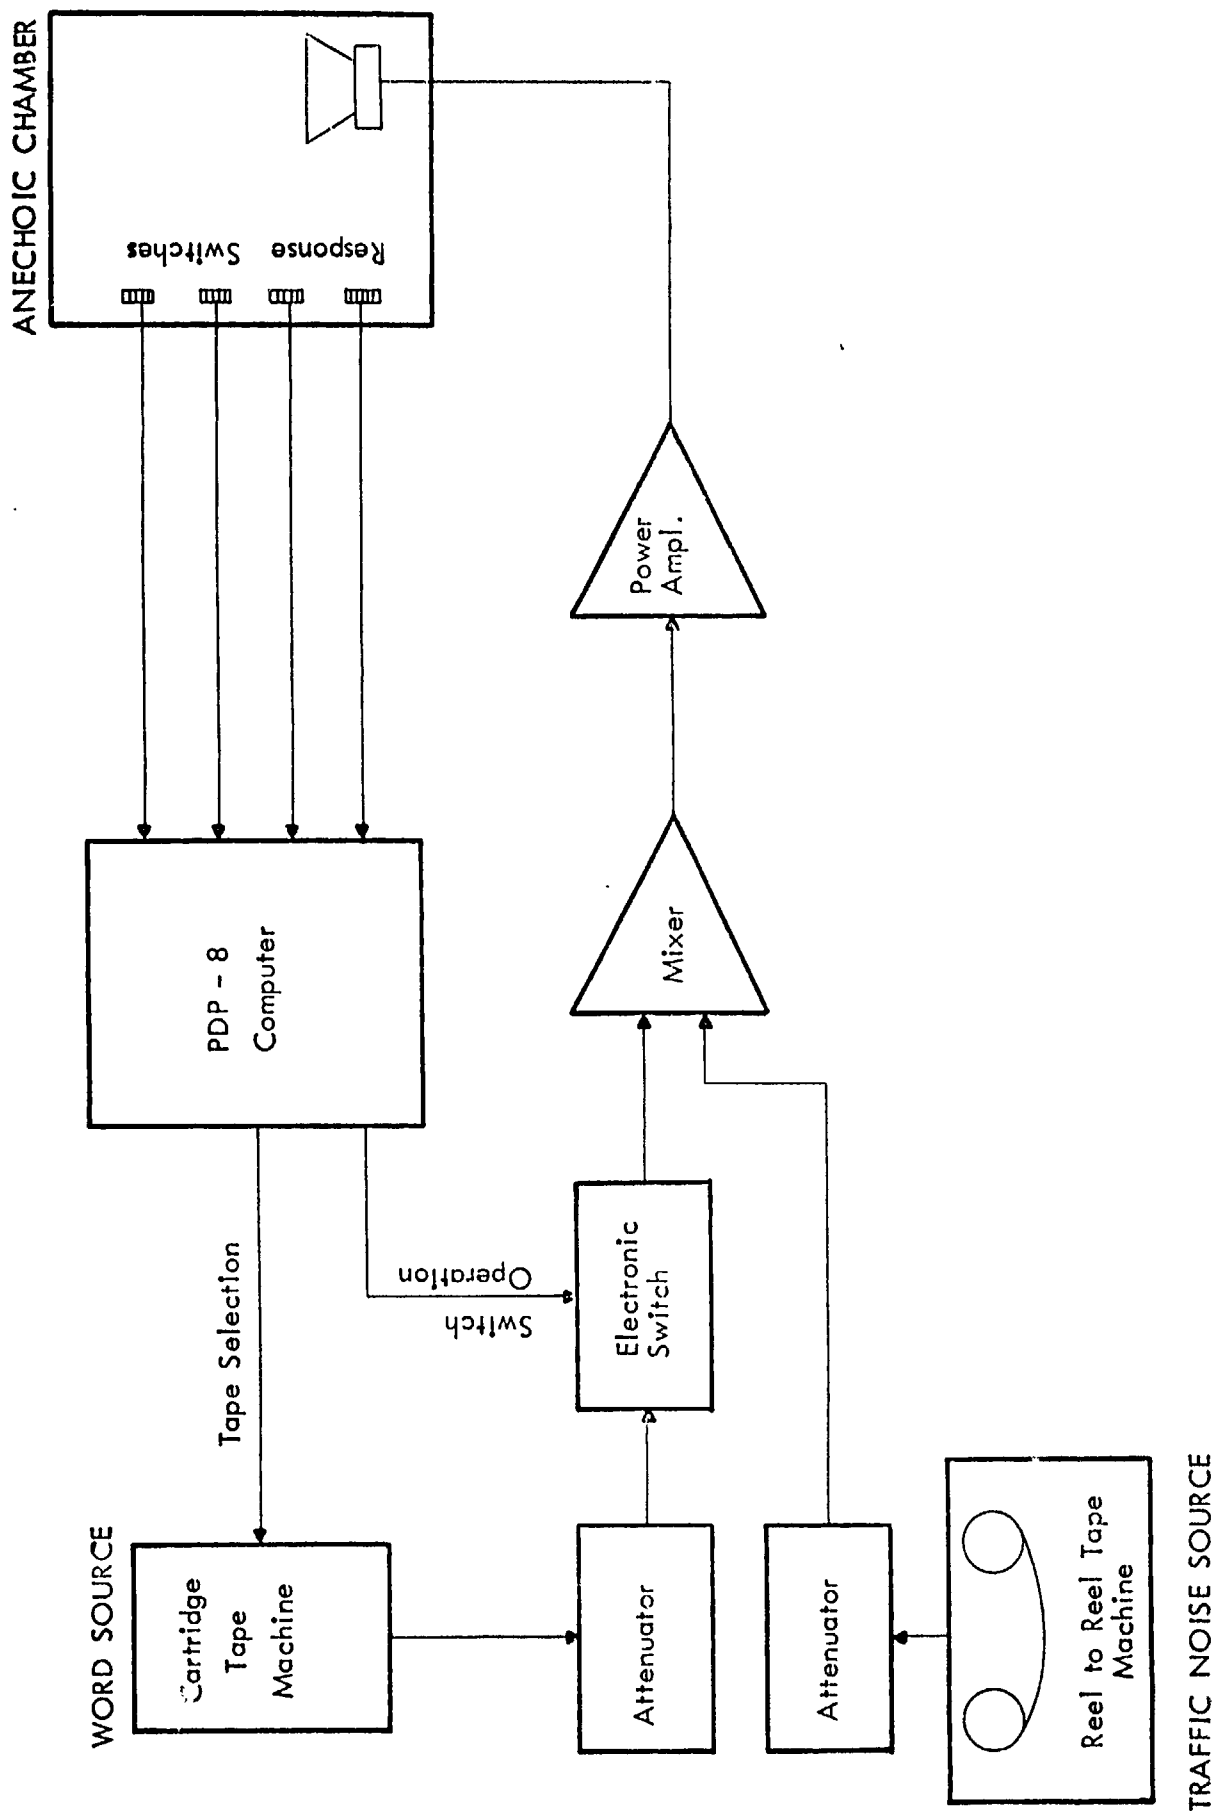 WORD SOURCE
Cartridge
Tape
Machine
Tape Selection
PDP - 8
Computer
ANECHOIC CHAMBER
Response Switches
Switch
Operation
Attenuator
Electronic
Switch
Mixer
Power
Ampl.
Attenuator
Reel to Reel Tape
Machine
TRAFFIC NOISE SOURCE